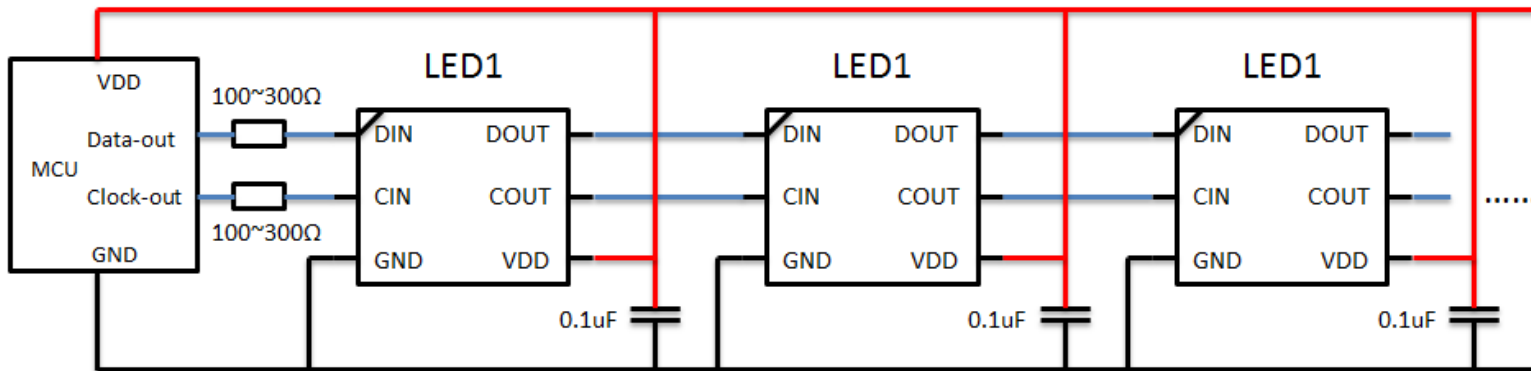 LED1
LED1
LED1
VDD
100~300Ω
Data-out
DIN
DOUT
DIN
DOUT
DIN
DOUT
MCU
Clock-out
CIN
COUT
CIN
COUT
CIN
COUT
.....
100~300Ω
GND
GND
VDD
GND
VDD
GND
VDD
0.1uF
0.1uF
0.1uF